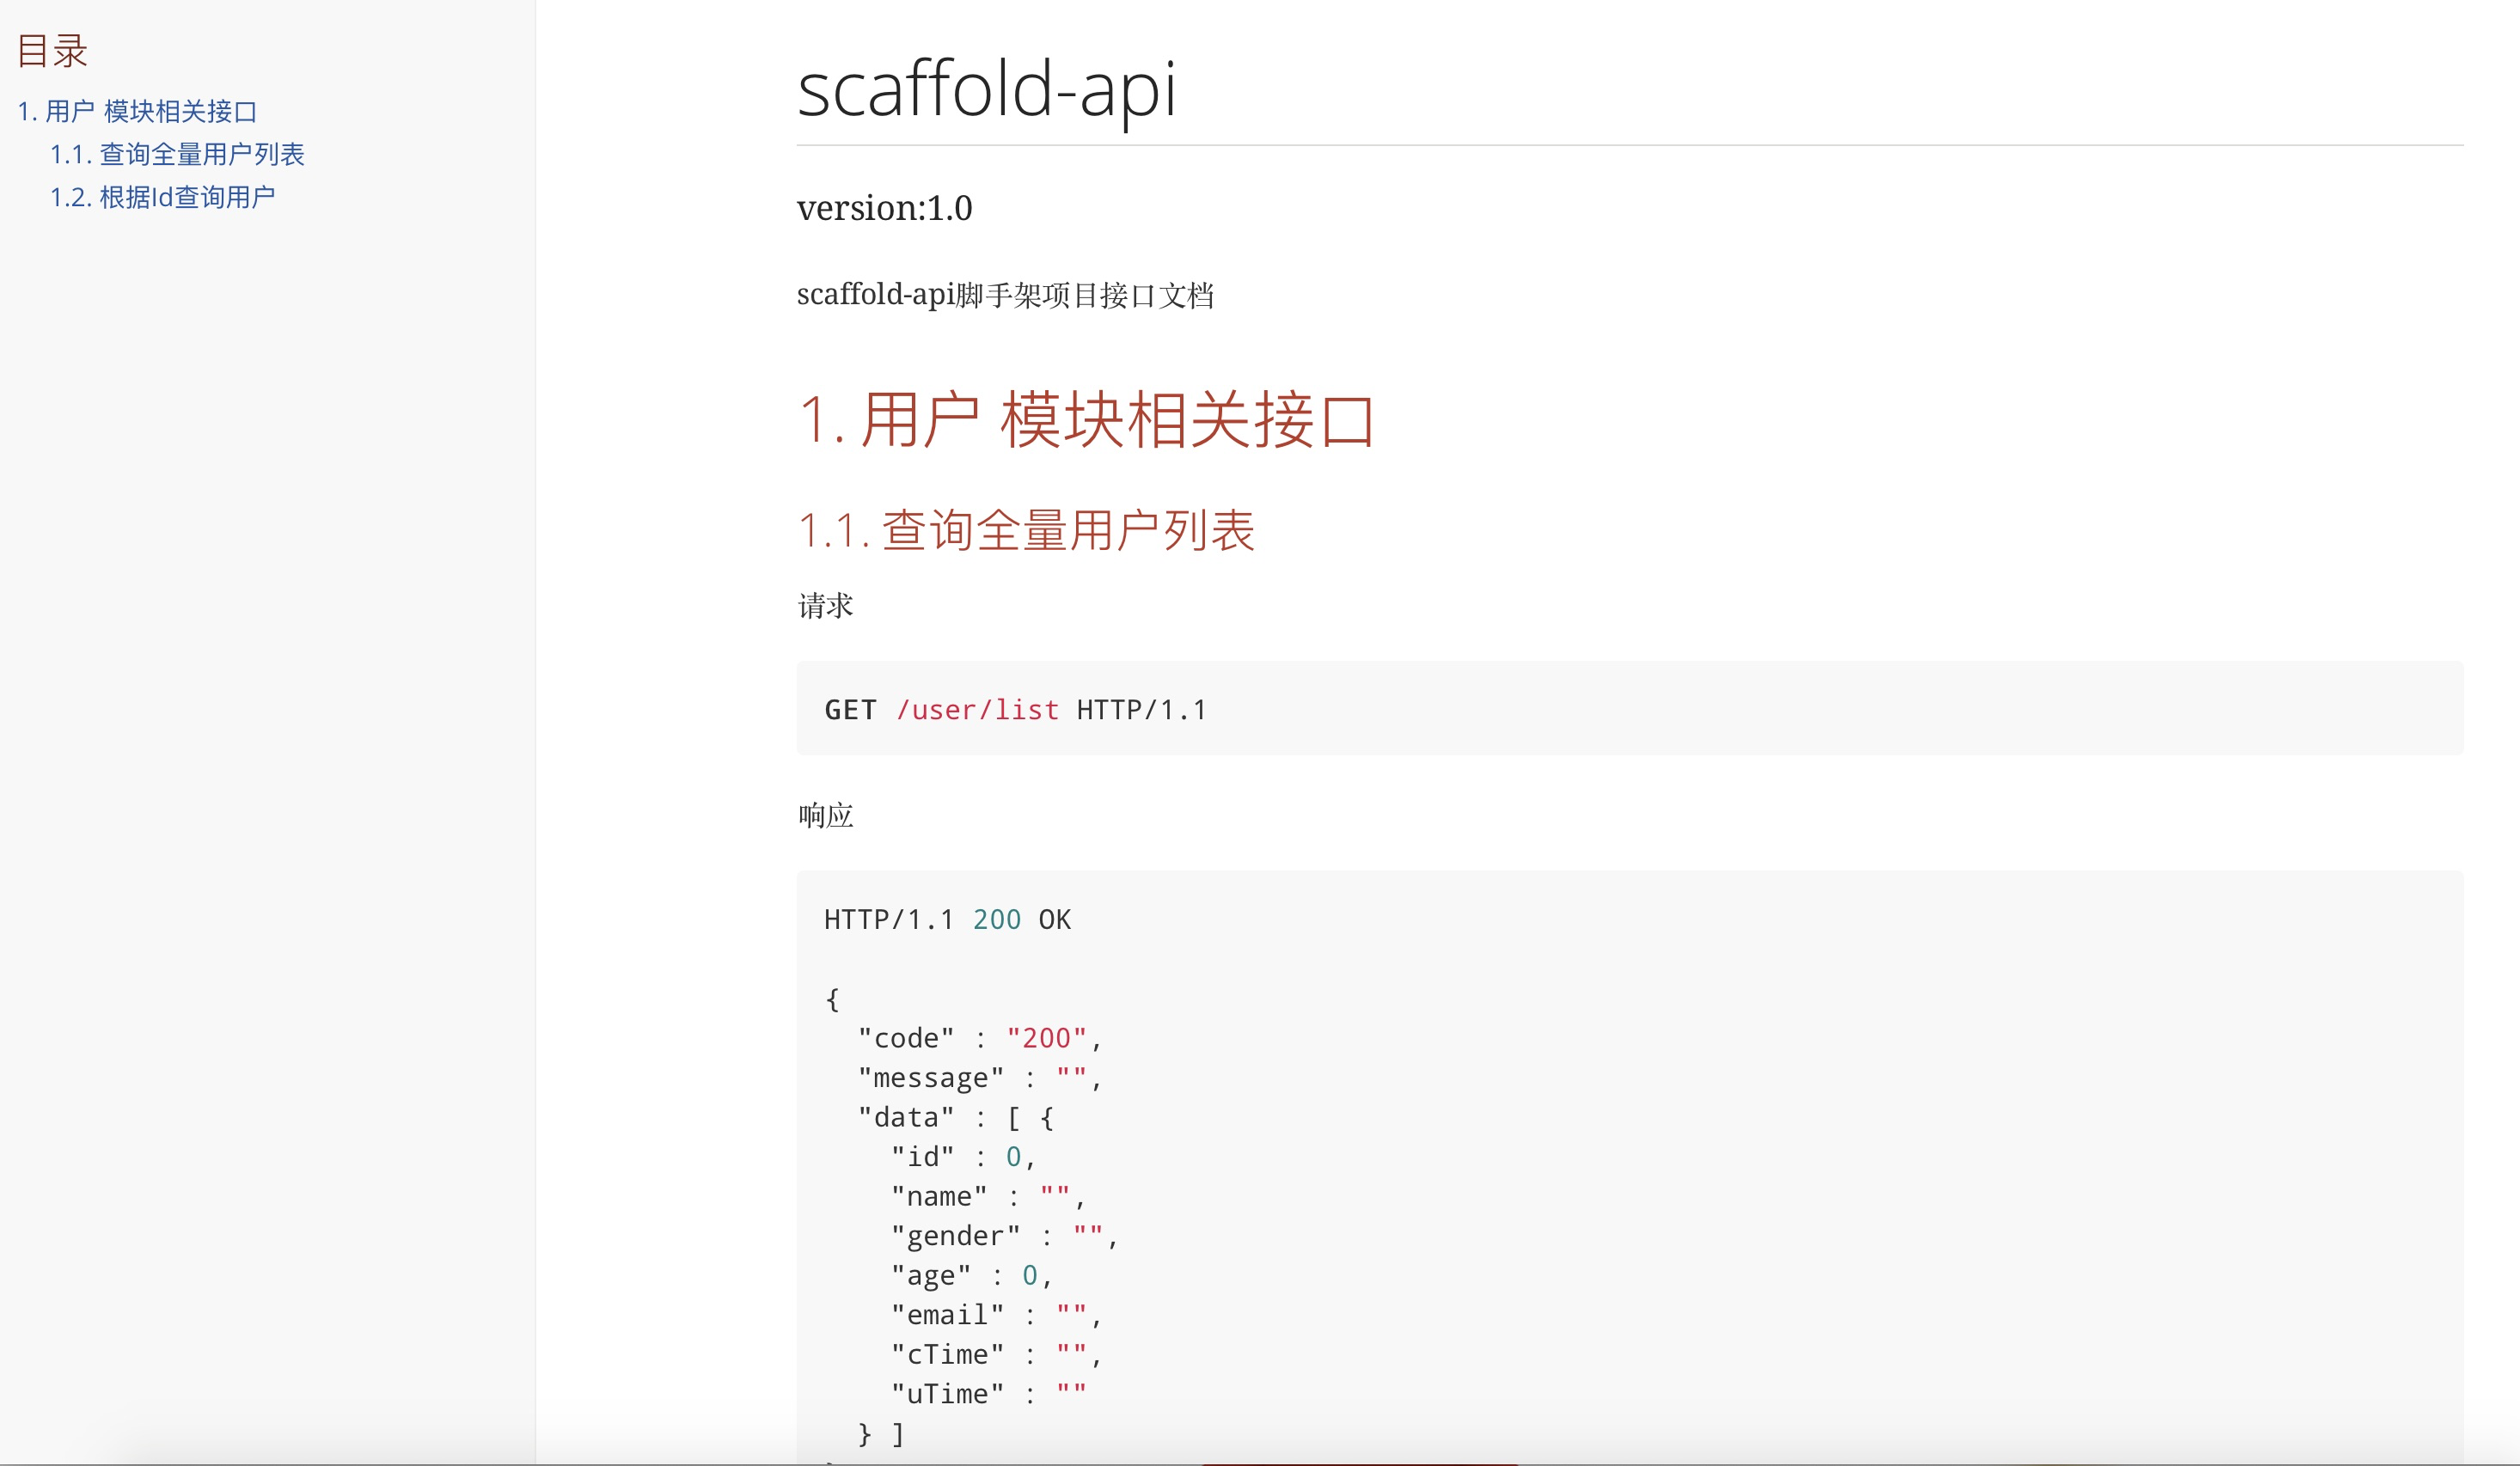 目录
1. 用户 模块相关接口
1.1. 查询全量用户列表
1.2. 根据Id查询用户
scaffold-api
version:1.0
scaffold-api脚手架项目接口文档
1. 用户 模块相关接口
1.1. 查询全量用户列表
请求
GET /user/list HTTP/1.1
响应
HTTP/1.1 200 OK
{
"code" : "200",
"message" : "",
"data" : [ {
"id" : 0,
"name" : "",
"gender" : "",
"age" : 0,
"email" : "",
"cTime" : "",
"uTime" : ""
} ]